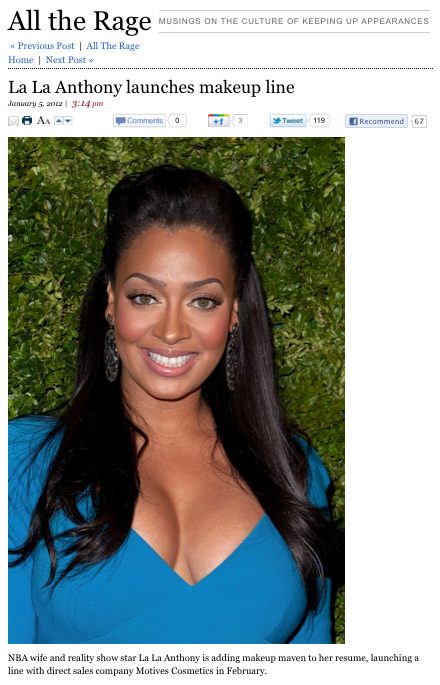 All the Rage
MUSINGS ON THE CULTURE OF KEEPING UP APPEARANCES
« Previous Post | All The Rage
Home | Next Post »
La La Anthony launches makeup line
January 5, 2012 | 3:14 pm
AA Comments 0 +1 3 Tweet 119 Recommend 67
NBA wife and reality show star La La Anthony is adding makeup maven to her resume, launching a
line with direct sales company Motives Cosmetics in February.